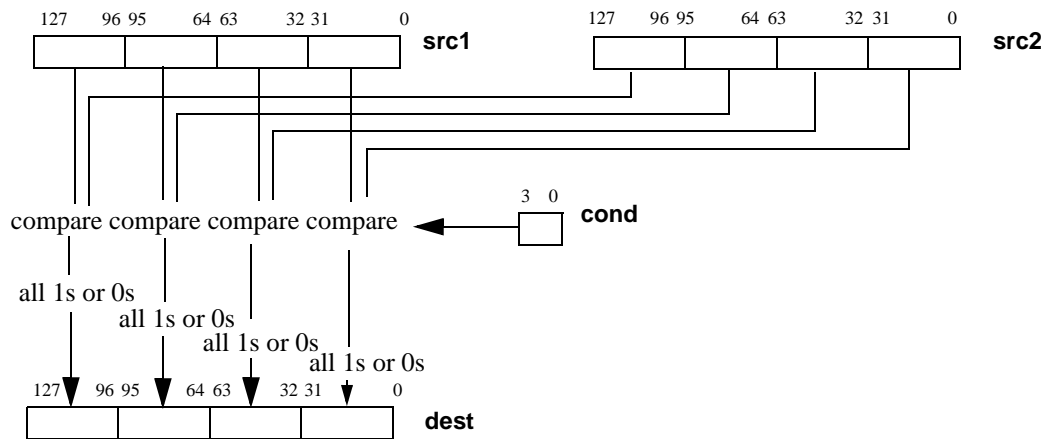 127 96 95 64 63 32 31 0 src1
127 96 95 64 63 32 31 0 src2
3 0 cond
compare compare compare compare
all 1s or 0s
all 1s or 0s
all 1s or 0s
all 1s or 0s
127 96 95 64 63 32 31 0
dest